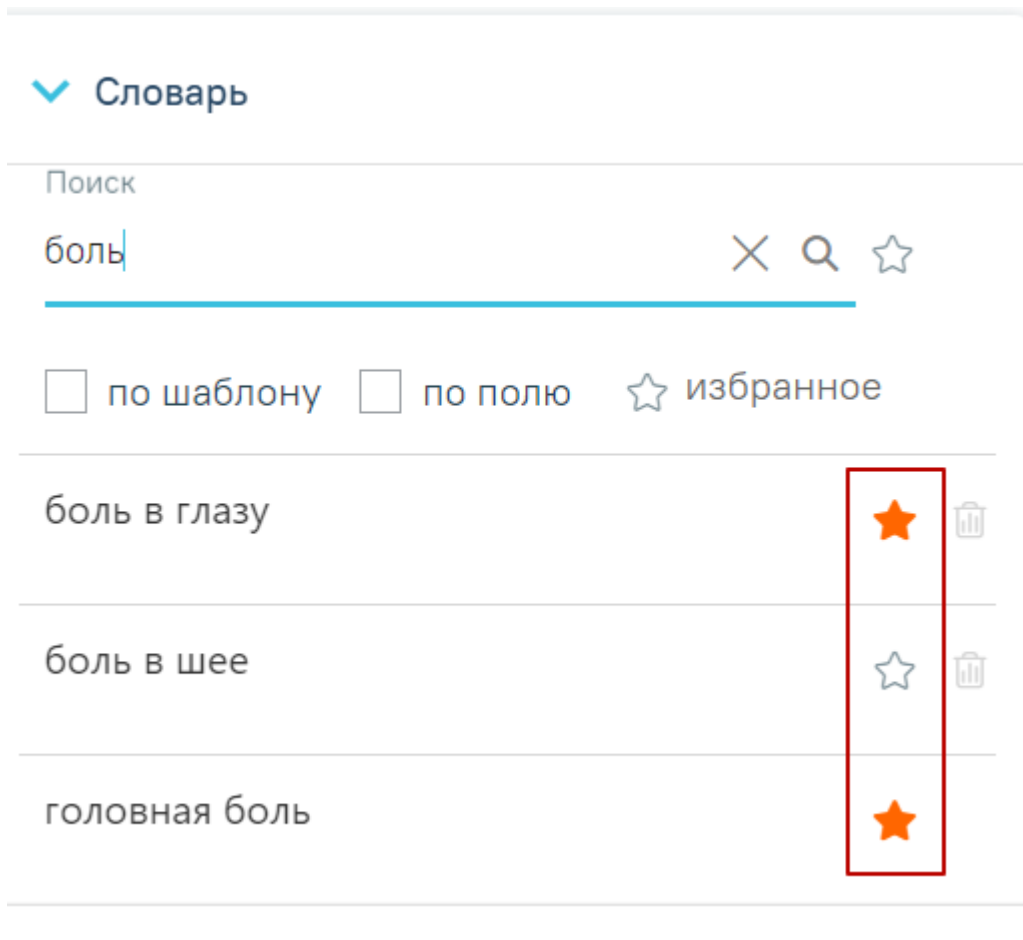 Словарь
Поиск
боль
по шаблону по полю избранное
боль в глазу
боль в шее
головная боль